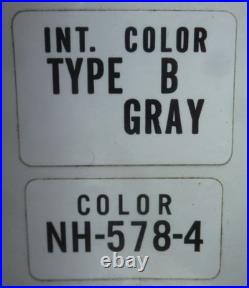 INT. COLOR
TYPE B
GRAY
COLOR
NH-578-4